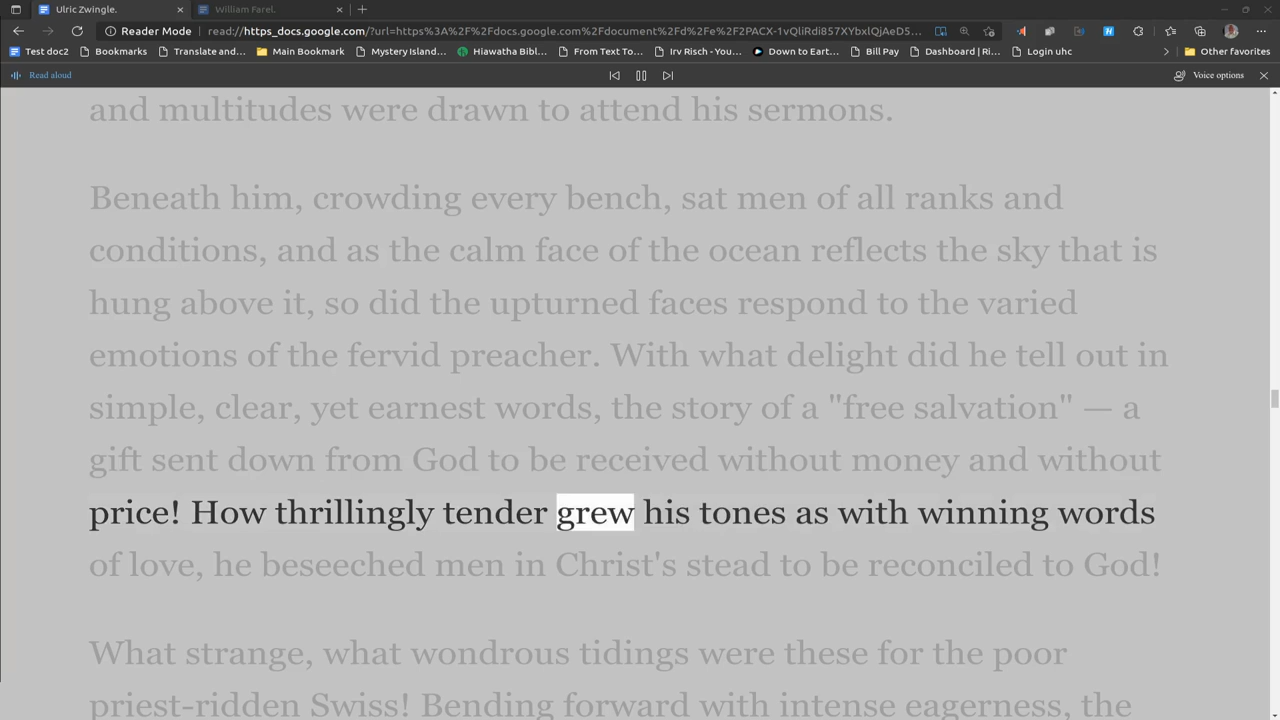 Ulric Zwingle.
William Farel.
Reader Mode
read://https_docs.google.com/?url=https%3A%2F%2Fdocs.google.com%2Fdocument%2Fd%2Fe%2F2PACX-1vQliRdi857XYbxlQjAeD5...
Test doc2
Bookmarks
Translate and...
Main Bookmark
Mystery Island...
Hiawatha Bibl...
From Text To...
Irv Risch - You...
Down to Eart...
Bill Pay
Dashboard | Ri...
Login uhc
Other favorites
Read aloud
Voice options
and multitudes were drawn to attend his sermons.
Beneath him, crowding every bench, sat men of all ranks and
conditions, and as the calm face of the ocean reflects the sky that is
hung above it, so did the upturned faces respond to the varied
emotions of the fervid preacher. With what delight did he tell out in
simple, clear, yet earnest words, the story of a "free salvation" — a
gift sent down from God to be received without money and without
price! How thrillingly tender grew his tones as with winning words
of love, he beseeched men in Christ's stead to be reconciled to God!
What strange, what wondrous tidings were these for the poor
priest-ridden Swiss! Bending forward with intense eagerness, the